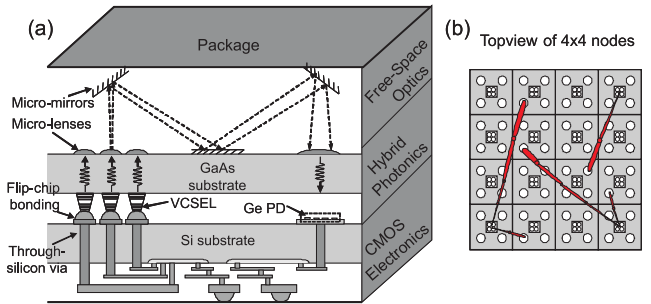 (a)
Package
Free-Space
Optics
Micro-mirrors
Micro-lenses
GaAs
substrate
Hybrid
Photonics
Flip-chip
bonding
VCSEL
Ge PD
Through-
silicon via
Si substrate
CMOS
Electronics
(b)
Topview of 4x4 nodes